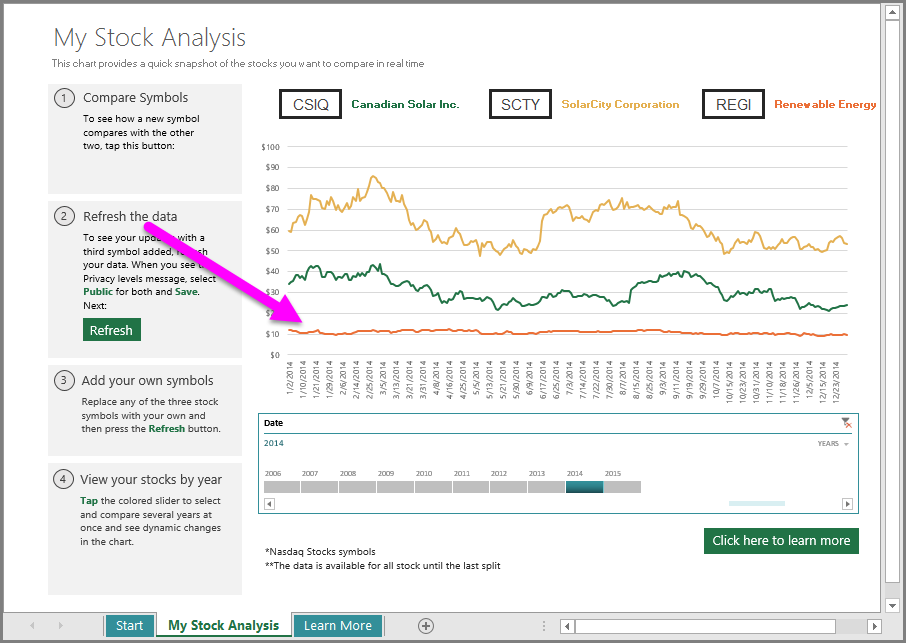 My Stock Analysis
This chart provides a quick snapshot of the stocks you want to compare in real time
1 Compare Symbols
To see how a new symbol
compares with the other
two, tap this button:
2 Refresh the data
To see your with a
third symbol added,
your data. When you see
Privacy levels message, select
Public for both and Save.
Next:
Refresh
3 Add your own symbols
Replace any of the three stock
symbols with your own and
then press the Refresh button.
4 View your stocks by year
Tap the colored slider to select
and compare several years at
once and see dynamic changes
in the chart.
CSIQ Canadian Solar Inc. SCTY SolarCity Corporation REGI Renewable Energy
$100
$90
$80
$70
$60
$50
$40
$30
$10
$0
1/2/2014 1/10/2014 1/21/2014 1/29/2014 2/6/2014 2/14/2014 2/25/2014 3/5/2014 3/13/2014 3/21/2014 3/31/2014 4/8/2014 4/16/2014 4/25/2014 5/5/2014 5/13/2014 5/21/2014 5/30/2014 6/9/2014 6/17/2014 6/25/2014 7/3/2014 7/14/2014 7/22/2014 7/30/2014 8/7/2014 8/15/2014 8/25/2014 9/3/2014 9/11/2014 9/19/2014 9/29/2014 10/7/2014 10/15/2014 10/23/2014 10/31/2014 11/10/2014 11/18/2014 11/26/2014 12/5/2014 12/15/2014 12/23/2014
Date
2014 YEARS
2006 2007 2008 2009 2010 2011 2012 2013 2014 2015
Click here to learn more
*Nasdaq Stocks symbols
**The data is available for all stock until the last split
Start My Stock Analysis Learn More